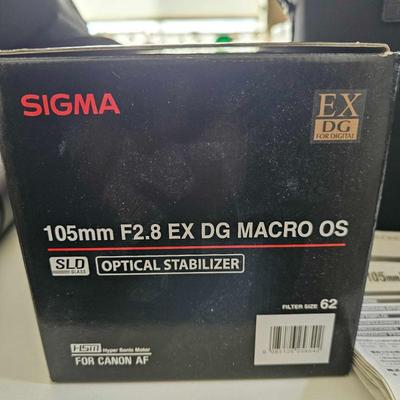 SIGMA
EX
DG
FOR DIGITAL
105mm F2.8 EX DG MACRO OS
SLD GLASS
OPTICAL STABILIZER
FILTER SIZE 62
HSM Hyper Sonic Motor
FOR CANON AF
105mm